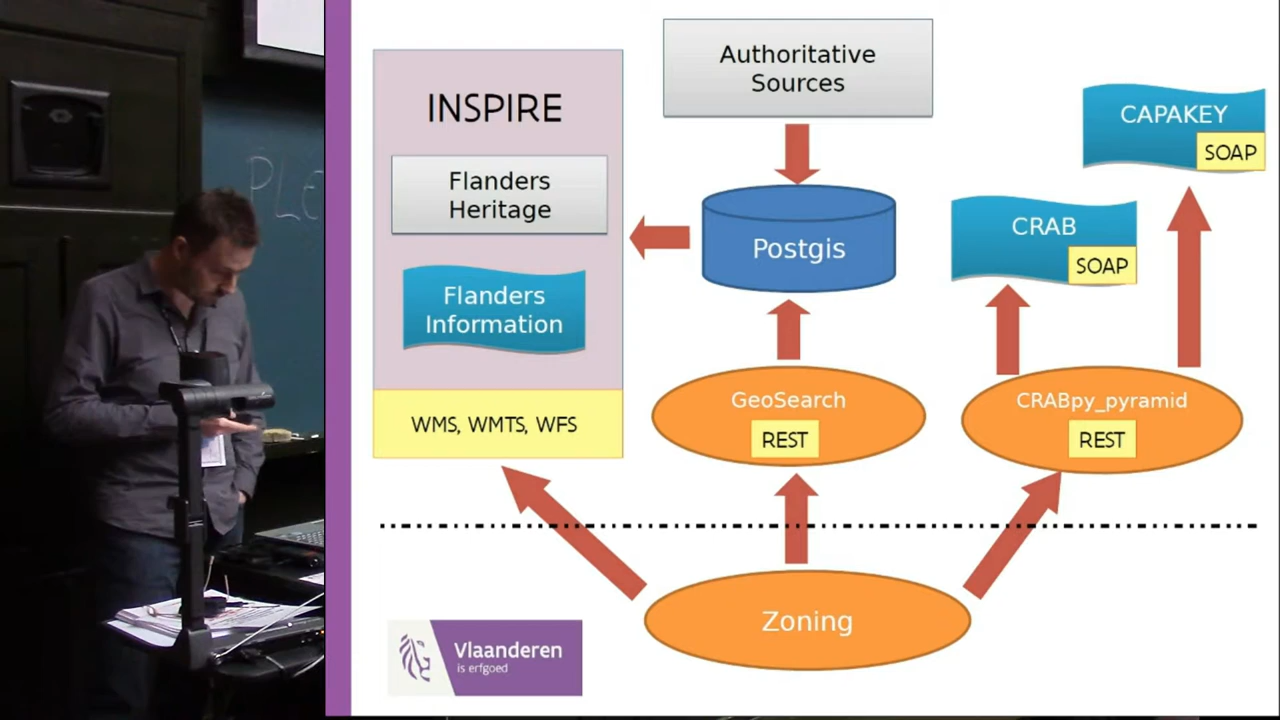 PLE
INSPIRE
Flanders
Heritage
Flanders
Information
WMS, WMTS, WFS
Authoritative
Sources
Postgis
GeoSearch
REST
CAPAKEY
SOAP
CRAB
SOAP
CRABpy_pyramid
REST
Zoning
Vlaanderen
is erfgoed